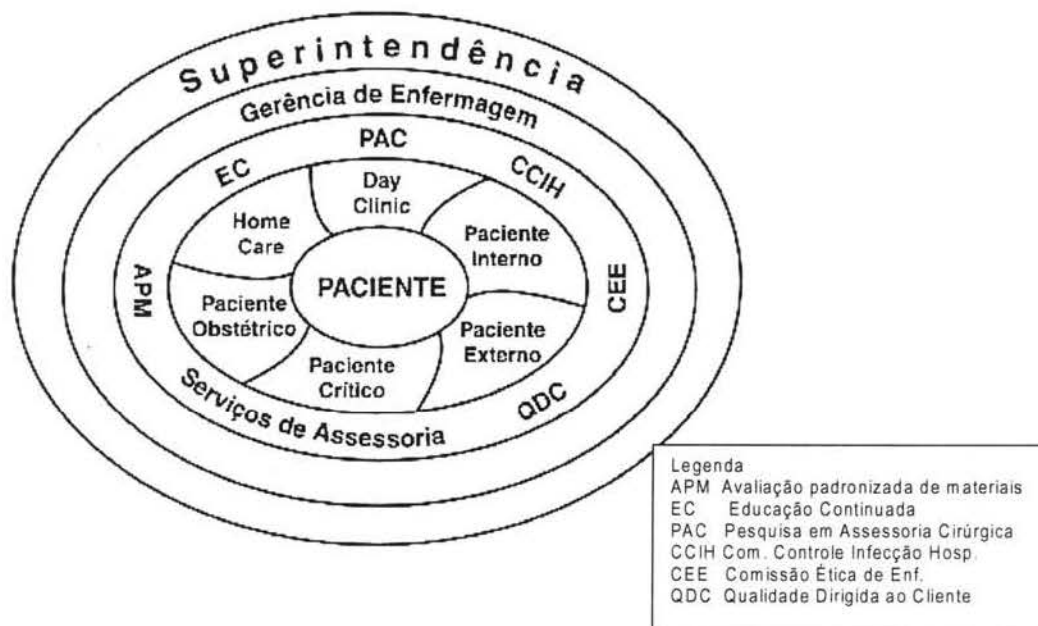 Superintendência
Gerência de Enfermagem
PAC
EC
CCIH
Day
Clinic
Home
Care
Paciente
Interno
APM
PACIENTE
CEE
Paciente
Obstétrico
Paciente
Externo
Paciente
Crítico
QDC
Serviços de Assessoria
Legenda
APM Avaliação padronizada de materiais
EC Educação Continuada
PAC Pesquisa em Assessoria Cirúrgica
CCIH Com. Controle Infecção Hosp.
CEE Comissão Ética de Enf.
QDC Qualidade Dirigida ao Cliente